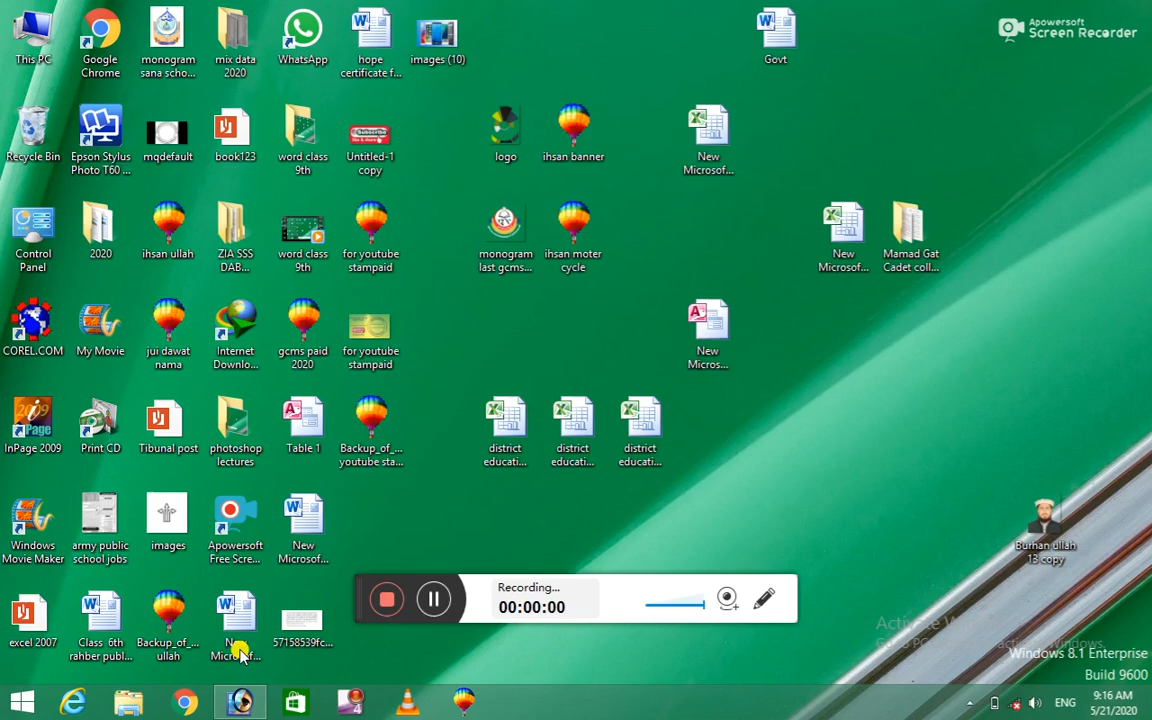 This PC
Google
Chrome
monogram
sana scho...
mix data
2020
WhatsApp
hope
certificate f...
images (10)
Govt
Apowersoft
Screen Recorder
Recycle Bin
Epson Stylus
Photo T60 ...
mqdefault
book123
word class
9th
Subscribe
Untitled-1
copy
logo
ihsan banner
New
Microsof...
Control
Panel
2020
ihsan ullah
ZIA SSS
DAB...
word class
9th
for youtube
stampaid
monogram
last gcms...
ihsan moter
cycle
New
Microsof...
Mamad Gat
Cadet coll...
COREL.COM
My Movie
jui dawat
nama
Internet
Downlo...
gcms paid
2020
for youtube
stampaid
New
Micros...
2009
InPage
InPage 2009
Print CD
Tibunal post
photoshop
lectures
Table 1
Backup_of_...
youtube sta...
district
educati...
district
educati...
district
educati...
Windows
Movie Maker
army public
school jobs
images
Apowersoft
Free Scre...
New
Microsof...
Burhan ullah
13 copy
Recording...
00:00:00
excel 2007
Class 6th
rahber publ...
Backup_of_...
ullah
57158539fc...
Windows 8.1 Enterprise
Build 9600
ENG
9:16 AM
5/21/2020